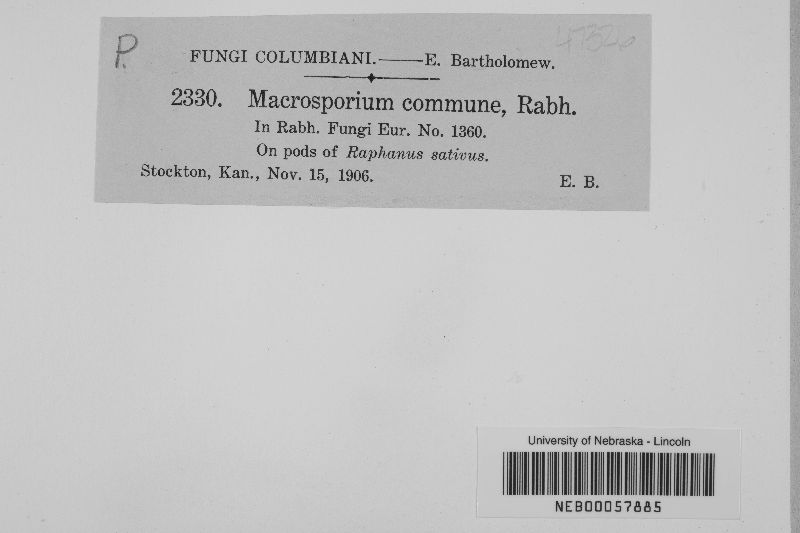 P.
FUNGI COLUMBIANI.—E. Bartholomew.
2330. Macrosporium commune, Rabh.
In Rabh. Fungi Eur. No. 1360.
On pods of Raphanus sativus.
Stockton, Kan., Nov. 15, 1906.
E. B.
University of Nebraska - Lincoln
NEB00057885